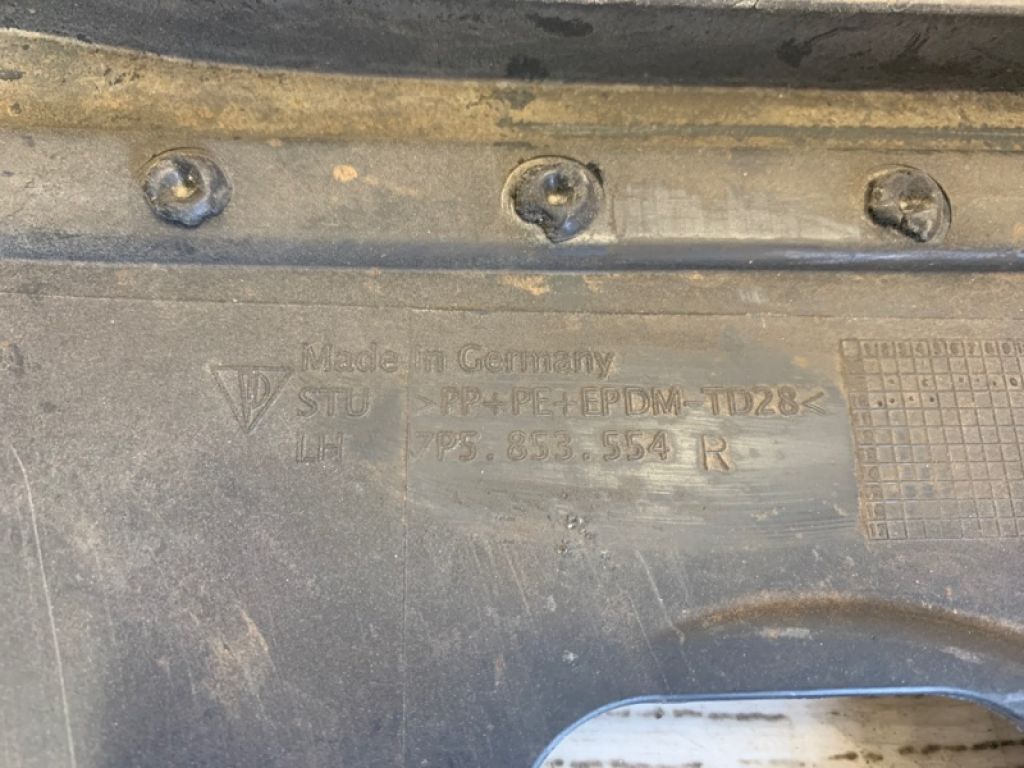 Made in Germany
STU >PP+PE+EPDM-TD28<
LH 7P5.853.554 R